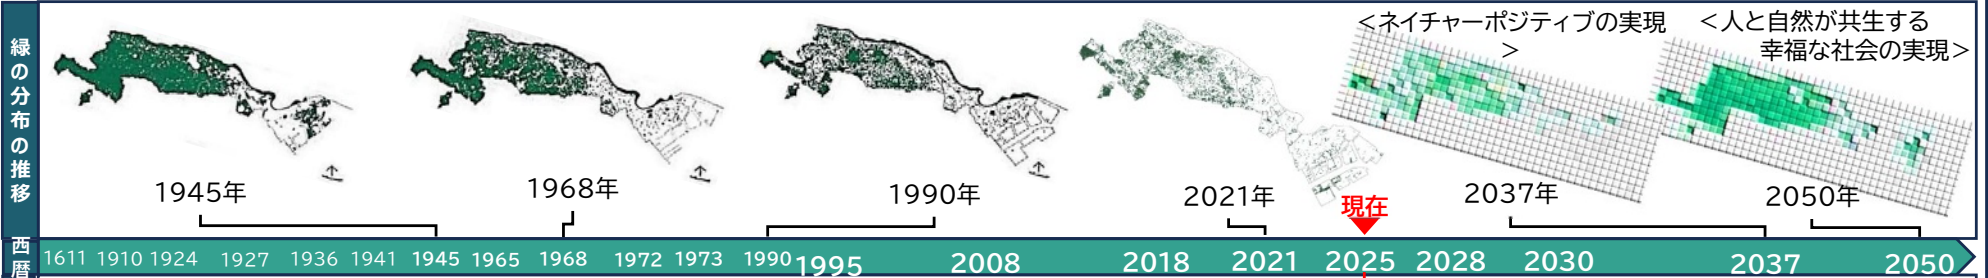 緑の分布の推移
<ネイチャーポジティブの実現
>
<人と自然が共生する
幸福な社会の実現>
1945年
1968年
1990年
2021年
現在
2037年
2050年
西暦
1611 1910 1924 1927 1936 1941 1945 1965 1968 1972 1973 1990 1995 2008 2018 2021 2025 2028 2030 2037 2050